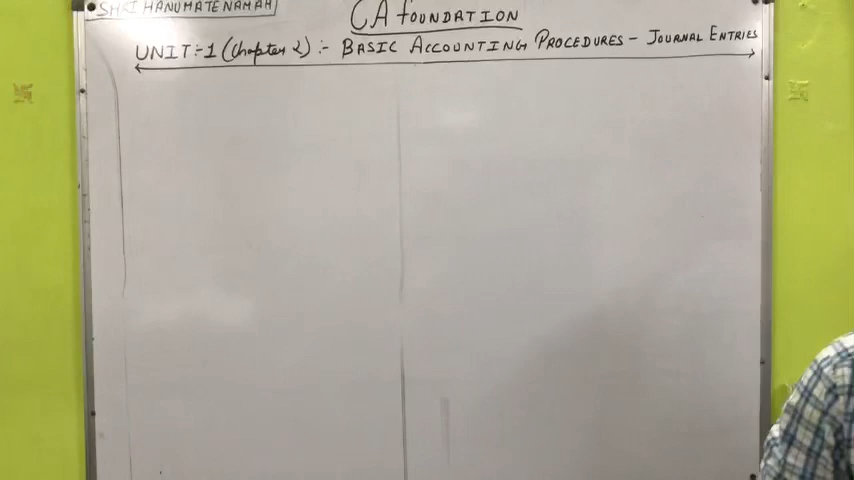 SHRI HANUMATE NAMAH
CA FOUNDATION
UNIT:-1 (Chapter 2) :- BASIC ACCOUNTING PROCEDURES - JOURNAL ENTRIES